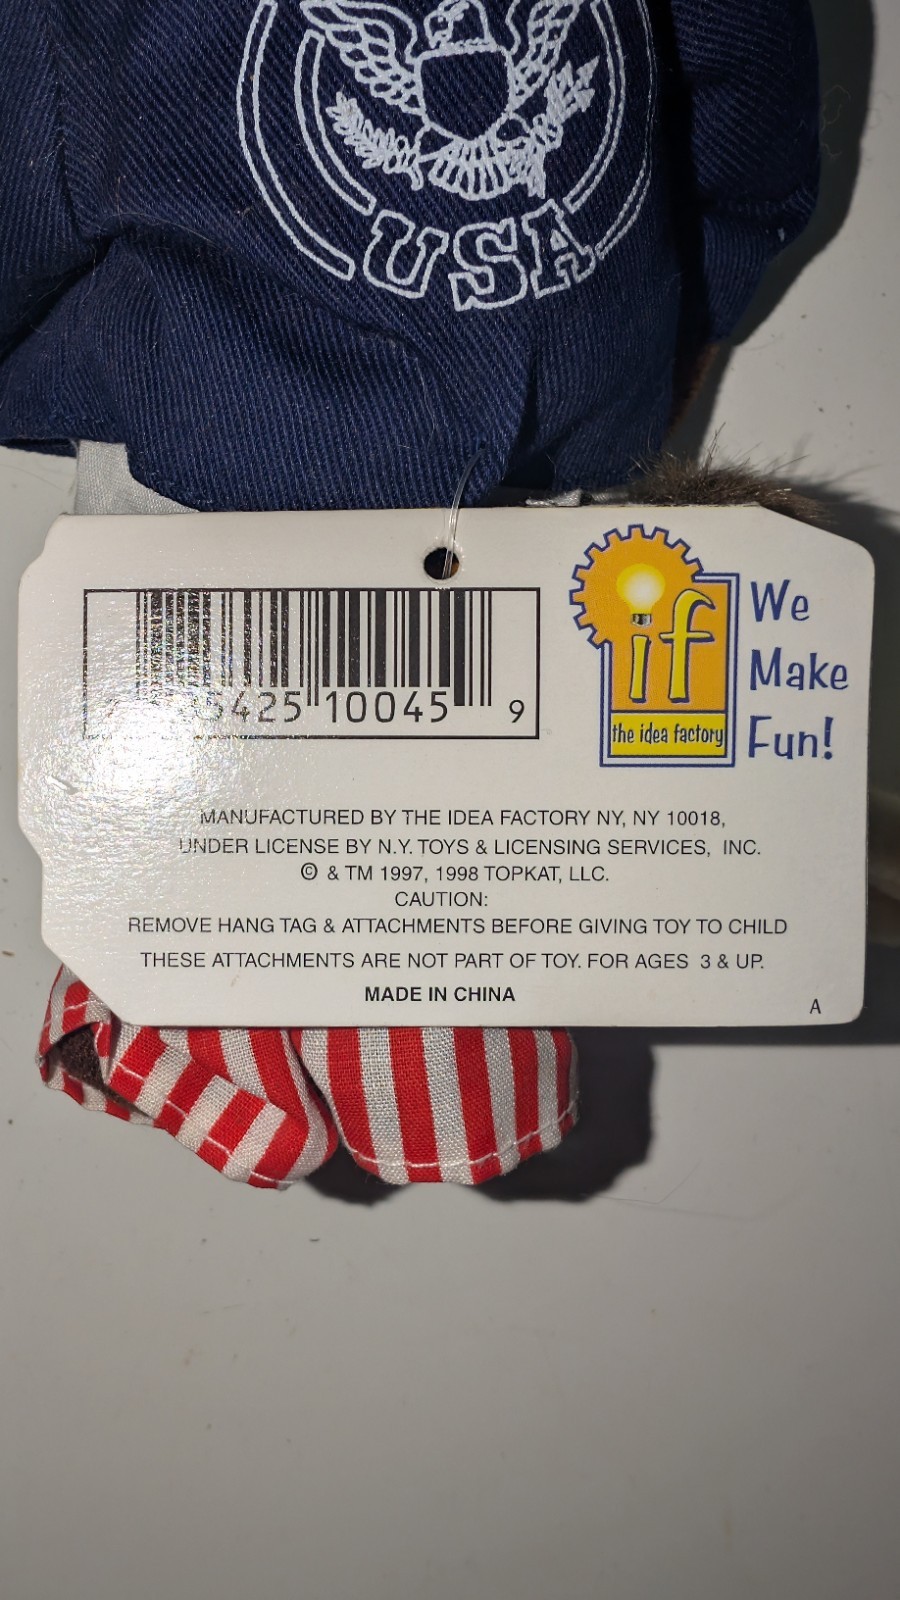 USA
5425 10045 9
if
the idea factory
We
Make
Fun!
MANUFACTURED BY THE IDEA FACTORY NY, NY 10018,
UNDER LICENSE BY N.Y. TOYS & LICENSING SERVICES, INC.
© & TM 1997, 1998 TOPKAT, LLC.
CAUTION:
REMOVE HANG TAG & ATTACHMENTS BEFORE GIVING TOY TO CHILD
THESE ATTACHMENTS ARE NOT PART OF TOY. FOR AGES 3 & UP.
MADE IN CHINA
A